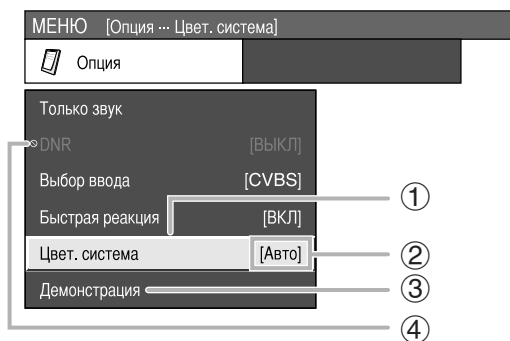 МЕНЮ [Опция ··· Цвет. система]
Опция
Только звук
DNR [ВЫКЛ]
Выбор ввода [CVBS]
Быстрая реакция [ВКЛ]
①
Цвет. система [Авто] ②
Демонстрация ③
④